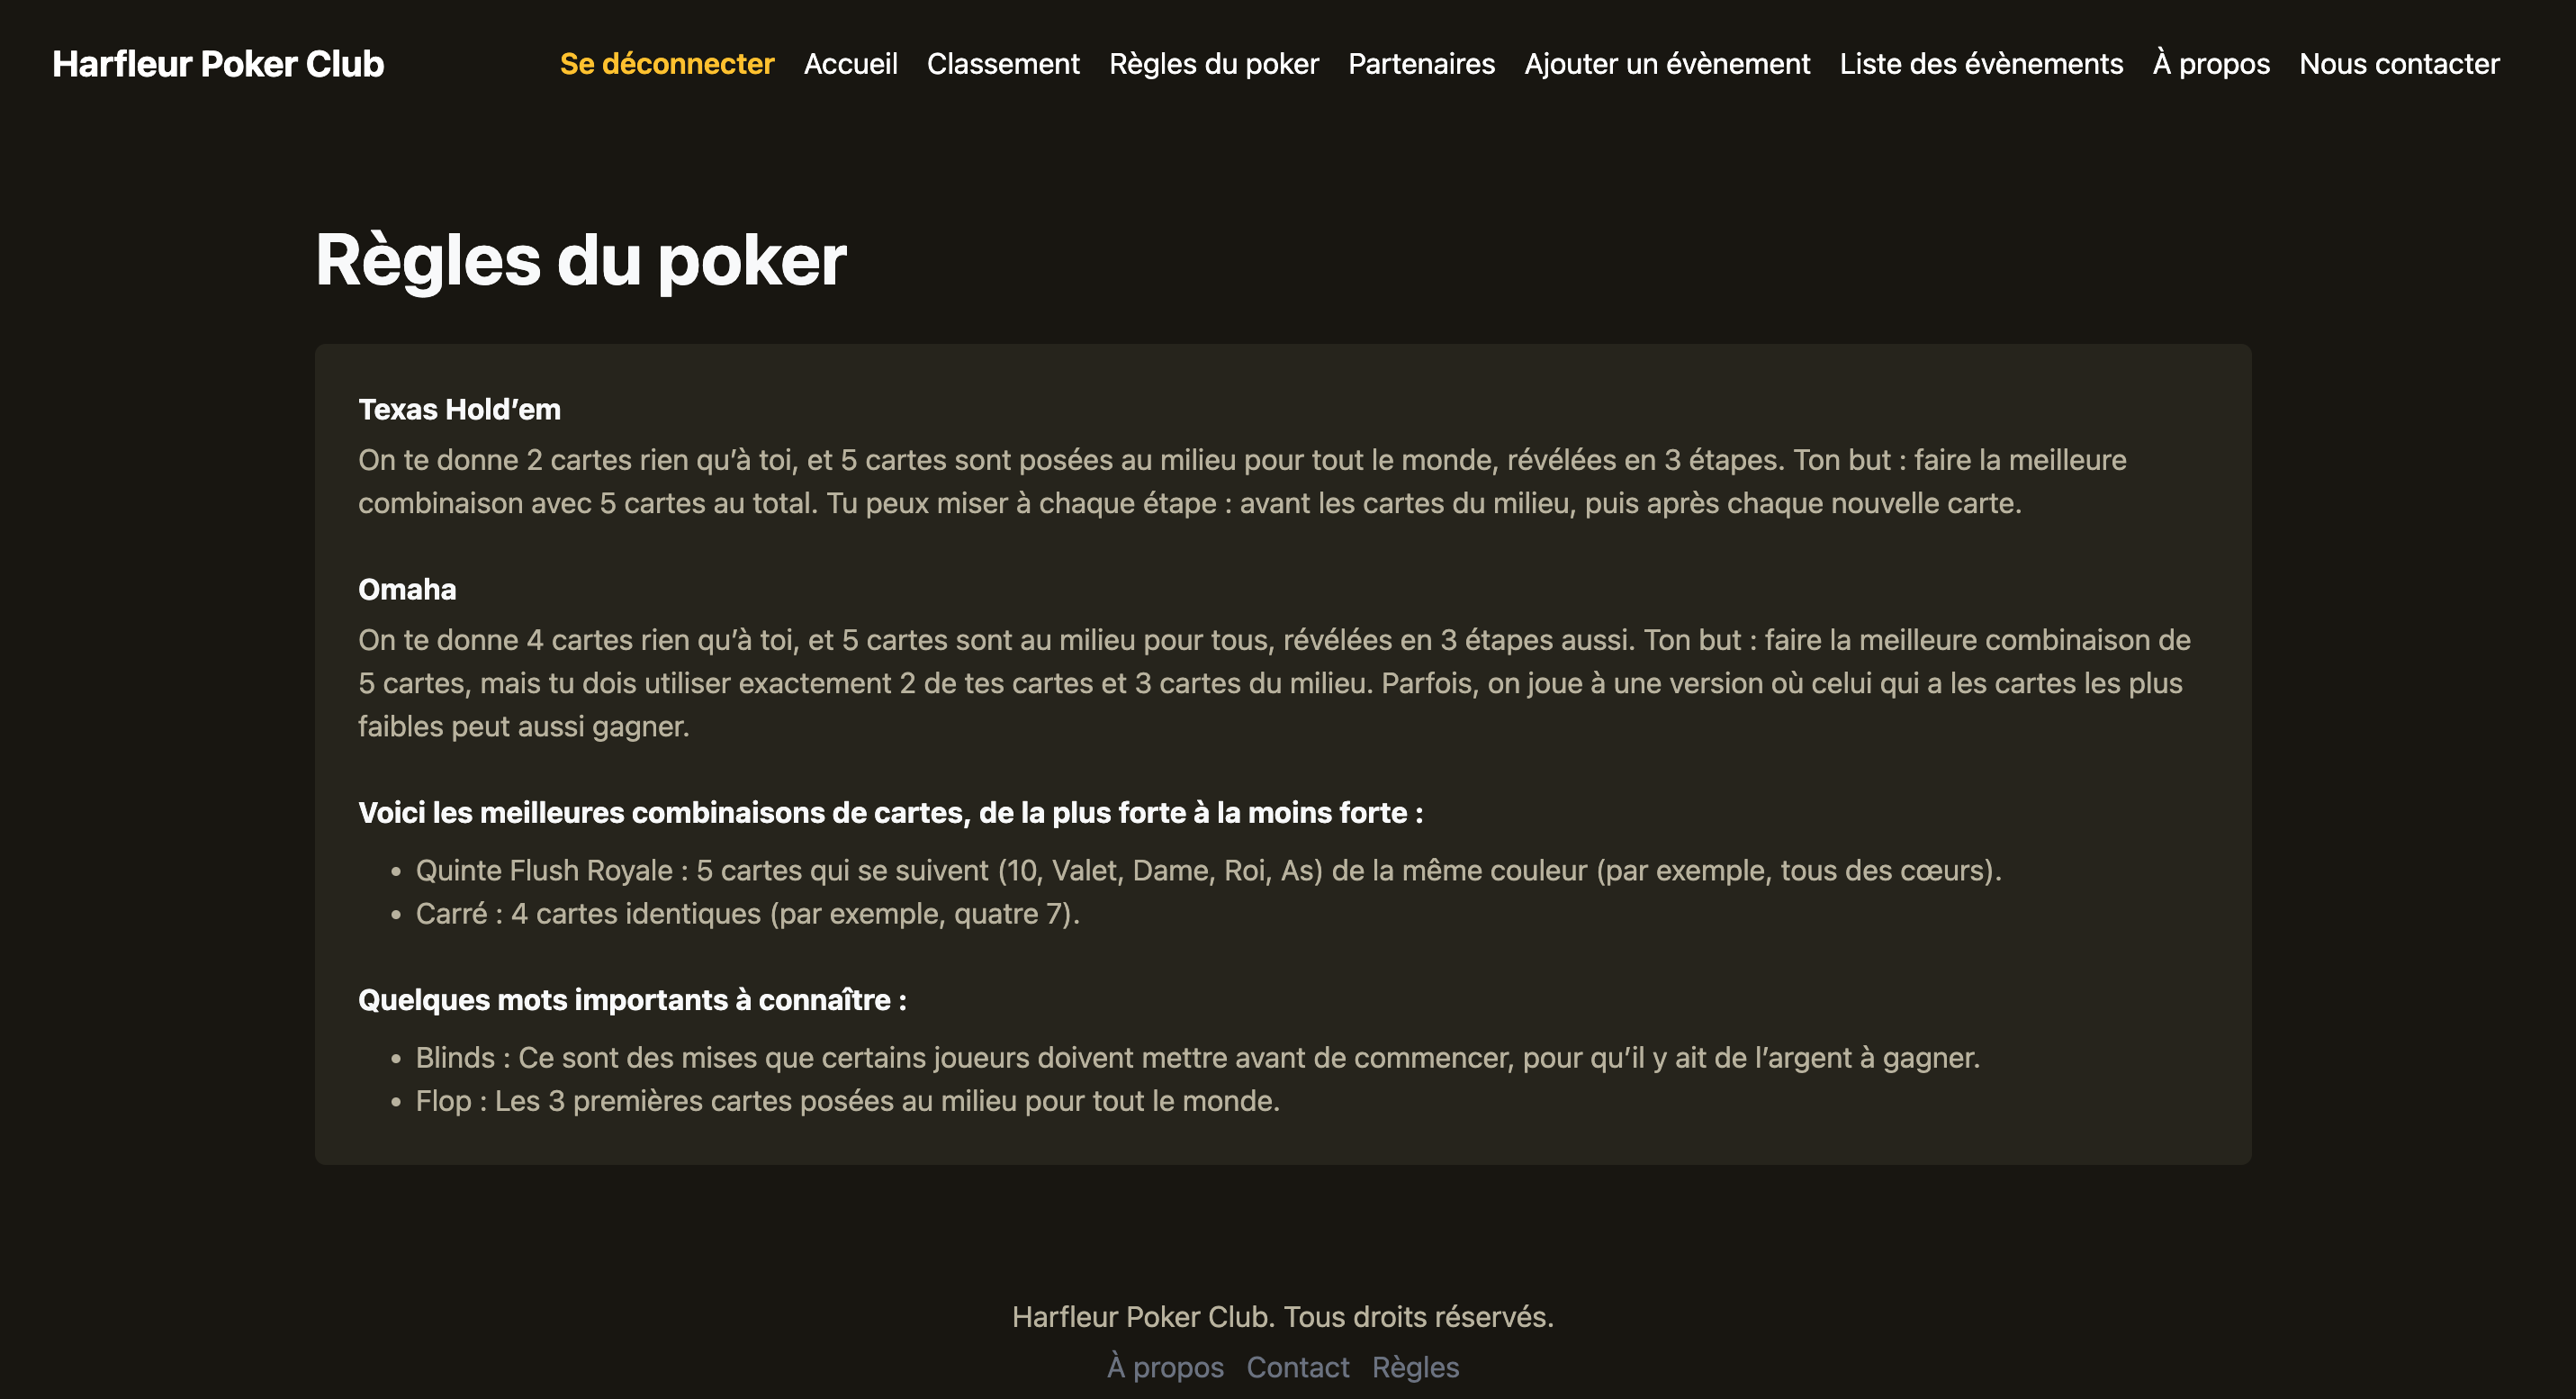 Harfleur Poker Club
Se déconnecter Accueil Classement Règles du poker Partenaires Ajouter un évènement Liste des évènements À propos Nous contacter
Règles du poker
Texas Hold’em
On te donne 2 cartes rien qu’à toi, et 5 cartes sont posées au milieu pour tout le monde, révélées en 3 étapes. Ton but : faire la meilleure
combinaison avec 5 cartes au total. Tu peux miser à chaque étape : avant les cartes du milieu, puis après chaque nouvelle carte.
Omaha
On te donne 4 cartes rien qu’à toi, et 5 cartes sont au milieu pour tous, révélées en 3 étapes aussi. Ton but : faire la meilleure combinaison de
5 cartes, mais tu dois utiliser exactement 2 de tes cartes et 3 cartes du milieu. Parfois, on joue à une version où celui qui a les cartes les plus
faibles peut aussi gagner.
Voici les meilleures combinaisons de cartes, de la plus forte à la moins forte :
• Quinte Flush Royale : 5 cartes qui se suivent (10, Valet, Dame, Roi, As) de la même couleur (par exemple, tous des cœurs).
• Carré : 4 cartes identiques (par exemple, quatre 7).
Quelques mots importants à connaître :
• Blinds : Ce sont des mises que certains joueurs doivent mettre avant de commencer, pour qu’il y ait de l’argent à gagner.
• Flop : Les 3 premières cartes posées au milieu pour tout le monde.
Harfleur Poker Club. Tous droits réservés.
À propos Contact Règles